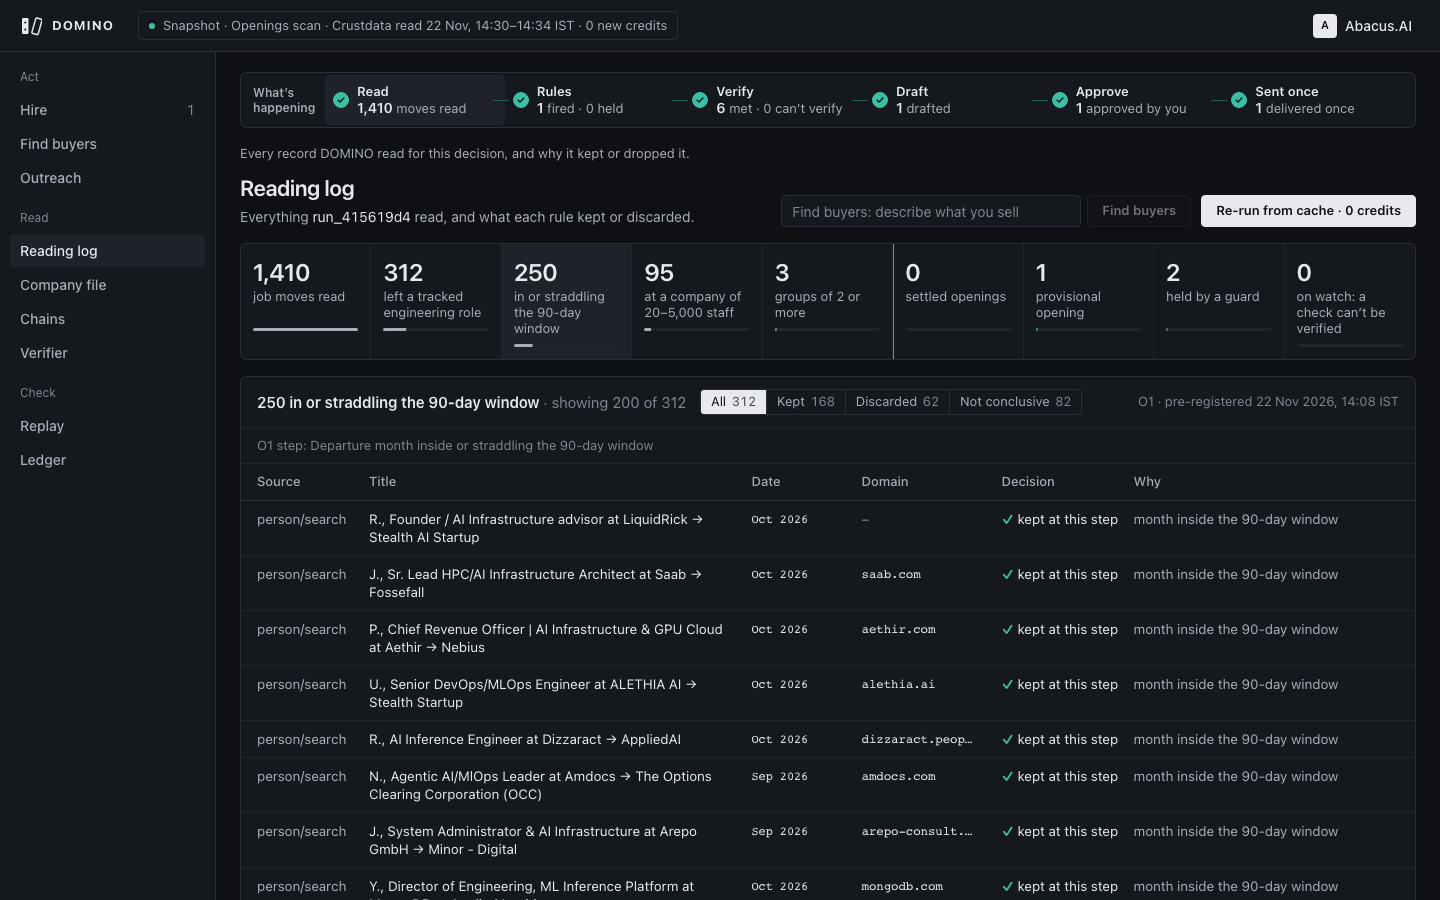 DOMINO
Snapshot · Openings scan · Crustdata read 22 Nov, 14:30–14:34 IST · 0 new credits
A
Abacus.AI
Act
Hire 1
Find buyers
Outreach
Read
Reading log
Company file
Chains
Verifier
Check
Replay
Ledger
What's
happening
Read
1,410 moves read
Rules
1 fired · 0 held
Verify
6 met · 0 can't verify
Draft
1 drafted
Approve
1 approved by you
Sent once
1 delivered once
Every record DOMINO read for this decision, and why it kept or dropped it.
Reading log
Everything run_415619d4 read, and what each rule kept or discarded.
Find buyers: describe what you sell
Find buyers
Re-run from cache · 0 credits
1,410
job moves read
312
left a tracked
engineering role
250
in or straddling
the 90-day
window
95
at a company of
20–5,000 staff
3
groups of 2 or
more
0
settled openings
1
provisional
opening
2
held by a guard
0
on watch: a
check can't be
verified
250 in or straddling the 90-day window · showing 200 of 312
All 312
Kept 168
Discarded 62
Not conclusive 82
O1 · pre-registered 22 Nov 2026, 14:08 IST
O1 step: Departure month inside or straddling the 90-day window
Source Title Date Domain Decision Why
person/search R., Founder / AI Infrastructure advisor at LiquidRick → Oct 2026 – ✓ kept at this step month inside the 90-day window
Stealth AI Startup
person/search J., Sr. Lead HPC/AI Infrastructure Architect at Saab → Oct 2026 saab.com ✓ kept at this step month inside the 90-day window
Fossefall
person/search P., Chief Revenue Officer | AI Infrastructure & GPU Cloud Oct 2026 aethir.com ✓ kept at this step month inside the 90-day window
at Aethir → Nebius
person/search U., Senior DevOps/MLOps Engineer at ALETHIA AI → Oct 2026 alethia.ai ✓ kept at this step month inside the 90-day window
Stealth Startup
person/search R., AI Inference Engineer at Dizzaract → AppliedAI Oct 2026 dizzaract.peop… ✓ kept at this step month inside the 90-day window
person/search N., Agentic AI/MlOps Leader at Amdocs → The Options Sep 2026 amdocs.com ✓ kept at this step month inside the 90-day window
Clearing Corporation (OCC)
person/search J., System Administrator & AI Infrastructure at Arepo Sep 2026 arepo-consult.… ✓ kept at this step month inside the 90-day window
GmbH → Minor - Digital
person/search Y., Director of Engineering, ML Inference Platform at Oct 2026 mongodb.com ✓ kept at this step month inside the 90-day window